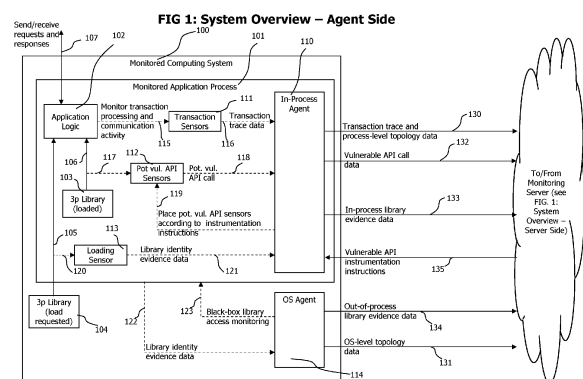 FIG 1: System Overview – Agent Side
Send/receive
requests and
responses
107
102
100
Monitored Computing System
101
Monitored Application Process
110
Application
Logic
Monitor transaction
processing and
communication
activity
115
111
Transaction
Sensors
116
Transaction
trace data
In-Process
Agent
130
Transaction trace and
process-level topology data
132
Vulnerable API call
data
106
117
112
Pot vul. API
Sensors
118
Pot. vul.
API call
103
3p Library
(loaded)
119
Place pot. vul. API sensors
according to instrumentation
instructions
133
In-process library
evidence data
To/From
Monitoring
Server (see
FIG. 1:
System
Overview –
Server Side)
105
113
Loading
Sensor
120
Library identity
evidence data
121
Vulnerable API
instrumentation
instructions
135
3p Library
(load
requested)
104
122
123
Black-box library
access monitoring
OS Agent
Out-of-process
library evidence data
134
Library identity
evidence data
OS-level topology
data
131
114